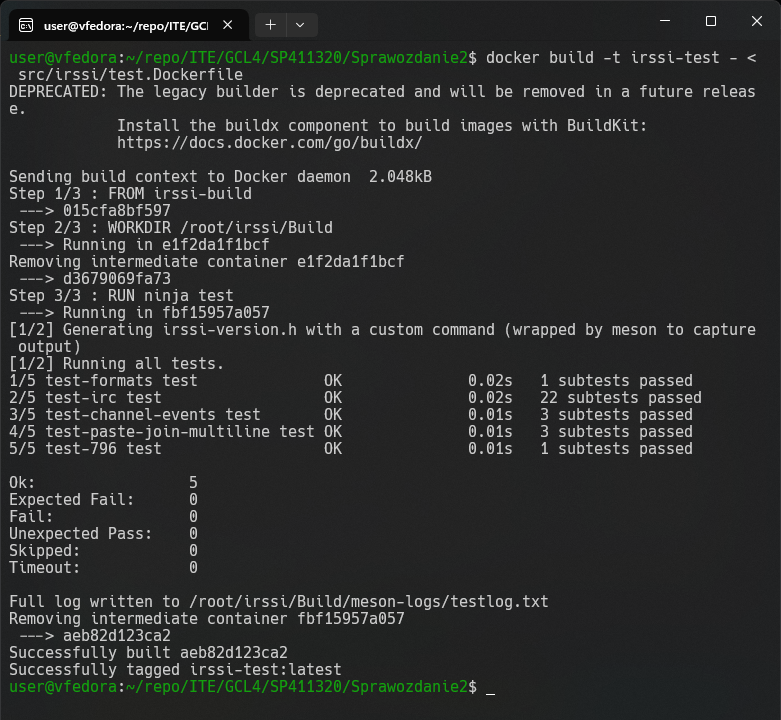 user@vfedora:~/repo/ITE/GCL
user@vfedora:~/repo/ITE/GCL4/SP411320/Sprawozdanie2$ docker build -t irssi-test - <
 src/irssi/test.Dockerfile
DEPRECATED: The legacy builder is deprecated and will be removed in a future releas
e.
            Install the buildx component to build images with BuildKit:
            https://docs.docker.com/go/buildx/

Sending build context to Docker daemon  2.048kB
Step 1/3 : FROM irssi-build
 ---> 015cfa8bf597
Step 2/3 : WORKDIR /root/irssi/Build
 ---> Running in e1f2da1f1bcf
Removing intermediate container e1f2da1f1bcf
 ---> d3679069fa73
Step 3/3 : RUN ninja test
 ---> Running in fbf15957a057
[1/2] Generating irssi-version.h with a custom command (wrapped by meson to capture
 output)
[1/2] Running all tests.
1/5 test-formats test              OK              0.02s   1 subtests passed
2/5 test-irc test                  OK              0.02s   22 subtests passed
3/5 test-channel-events test       OK              0.01s   3 subtests passed
4/5 test-paste-join-multiline test OK              0.01s   3 subtests passed
5/5 test-796 test                  OK              0.01s   1 subtests passed

Ok:                 5
Expected Fail:      0
Fail:               0
Unexpected Pass:    0
Skipped:            0
Timeout:            0

Full log written to /root/irssi/Build/meson-logs/testlog.txt
Removing intermediate container fbf15957a057
 ---> aeb82d123ca2
Successfully built aeb82d123ca2
Successfully tagged irssi-test:latest
user@vfedora:~/repo/ITE/GCL4/SP411320/Sprawozdanie2$ _